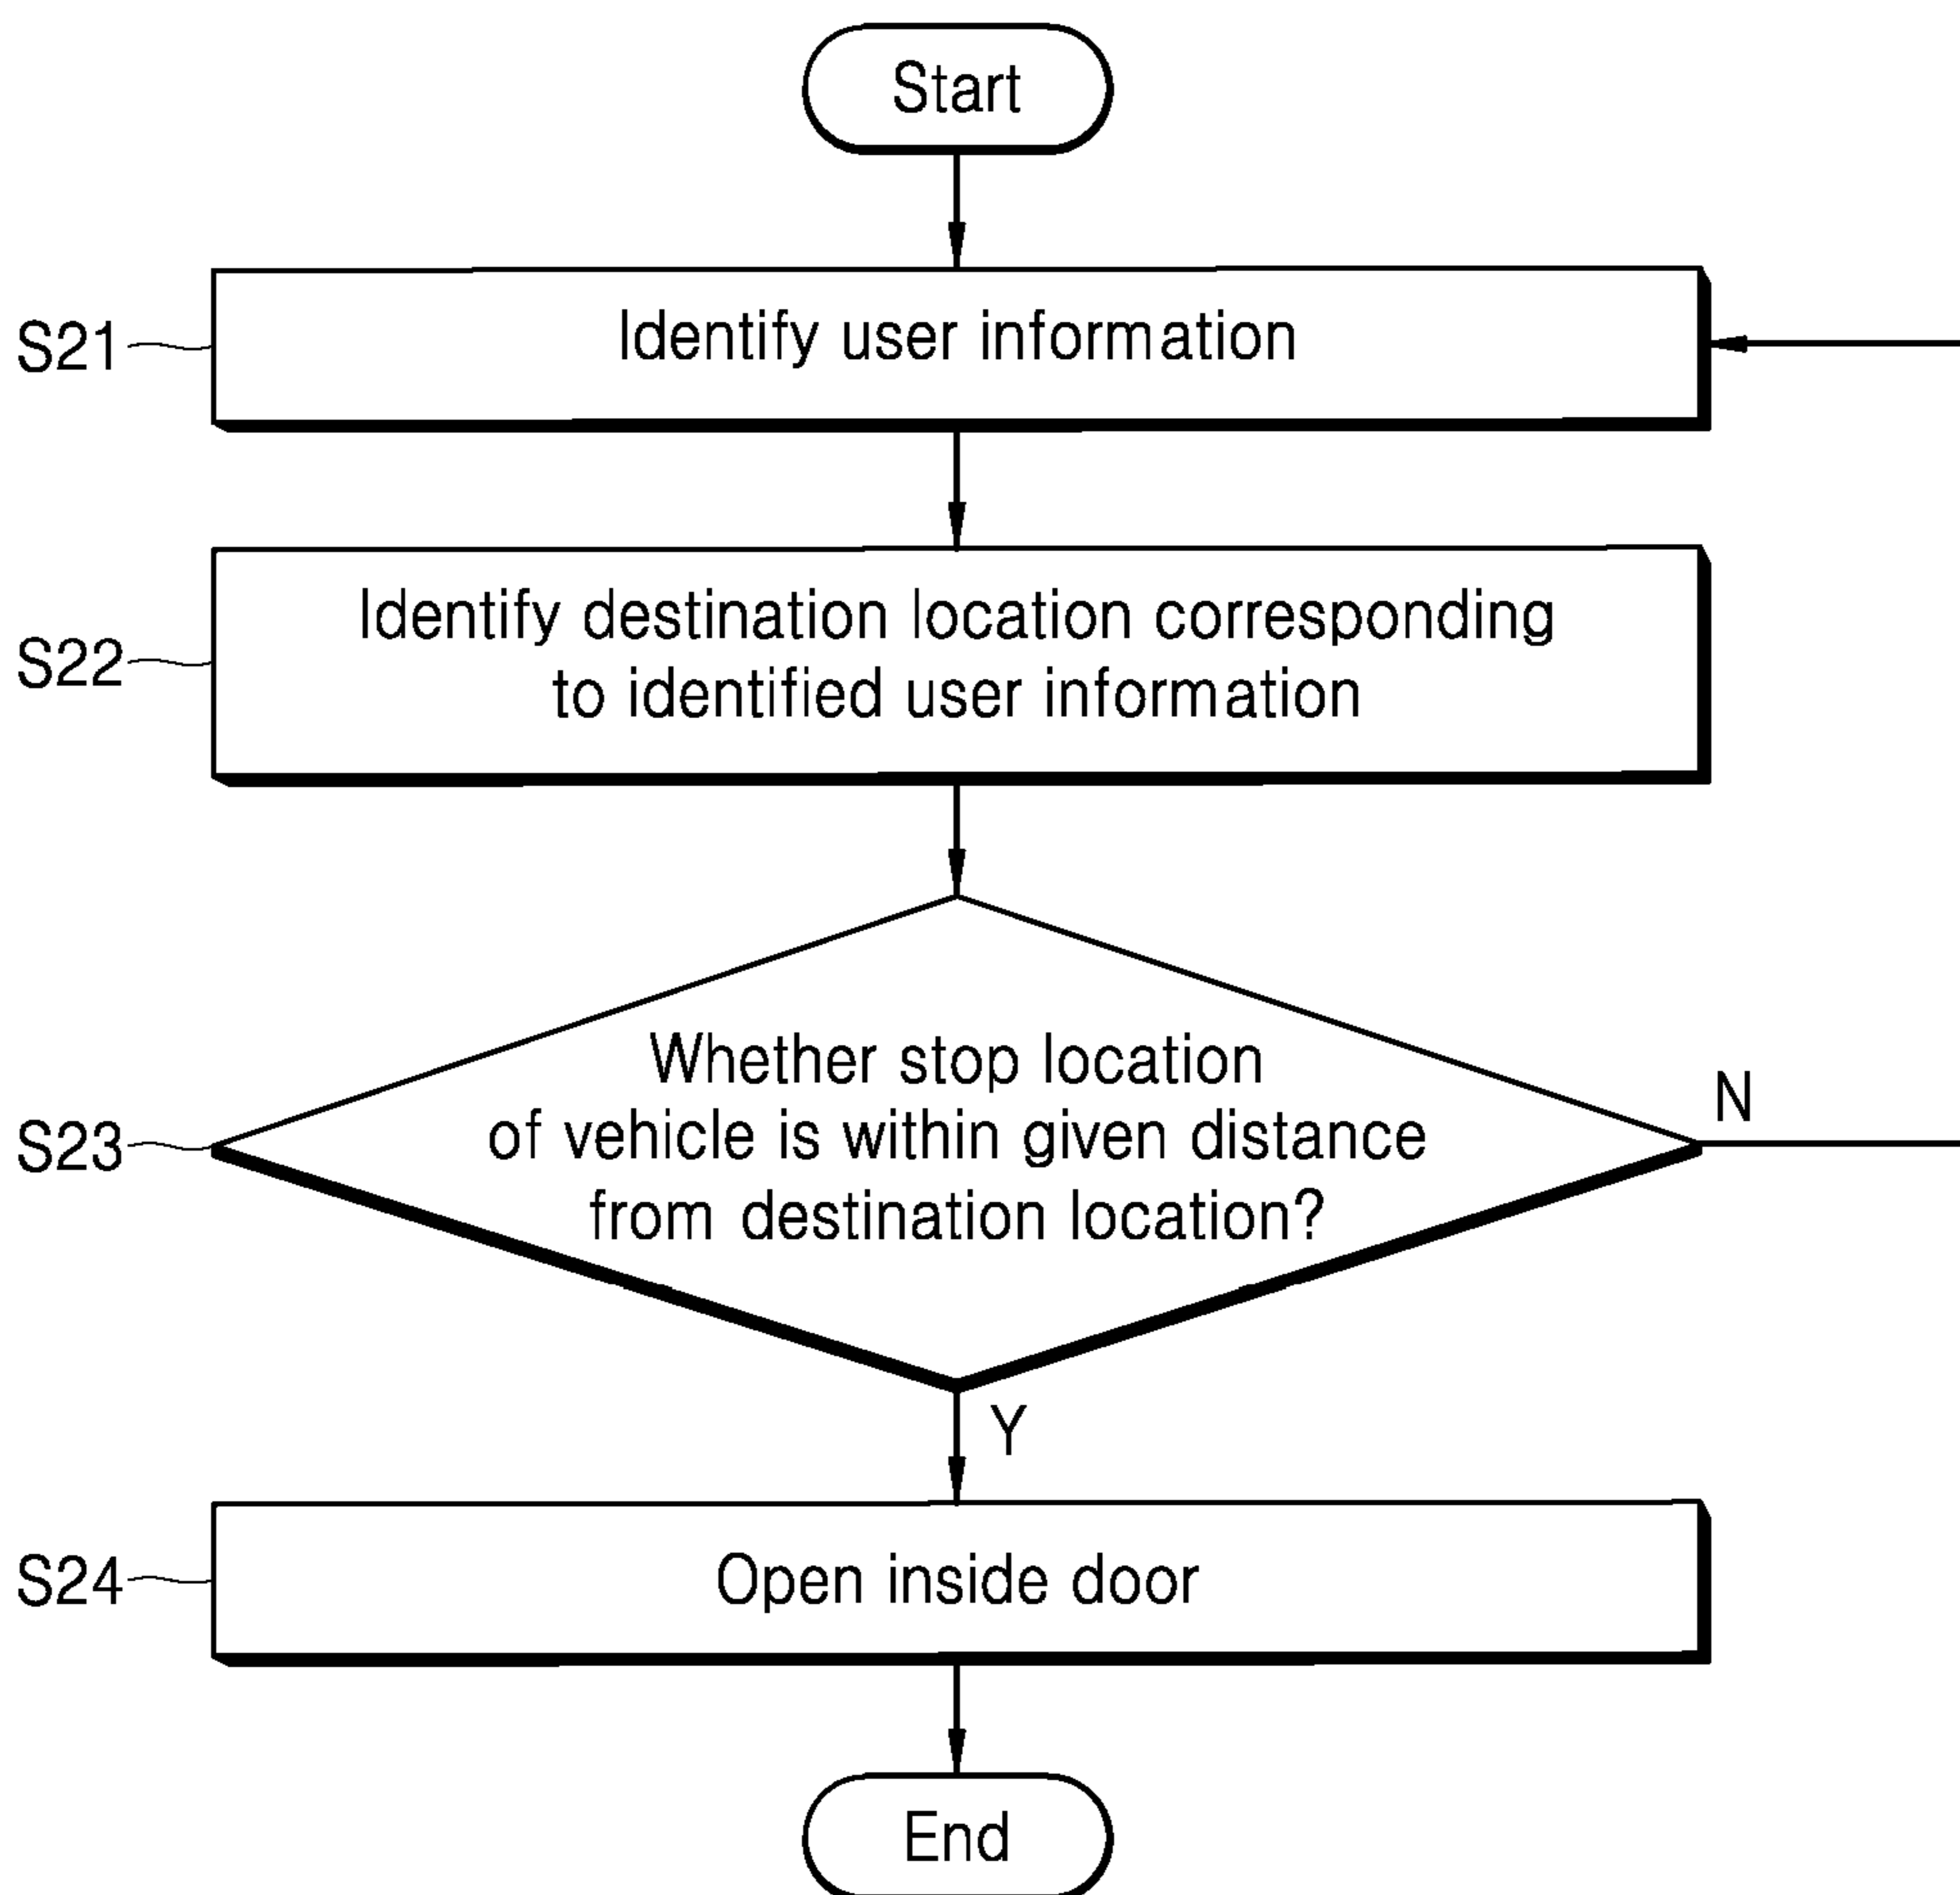 Start
S21
Identify user information
S22
Identify destination location corresponding
to identified user information
S23
Whether stop location
of vehicle is within given distance
from destination location?
N
Y
S24
Open inside door
End